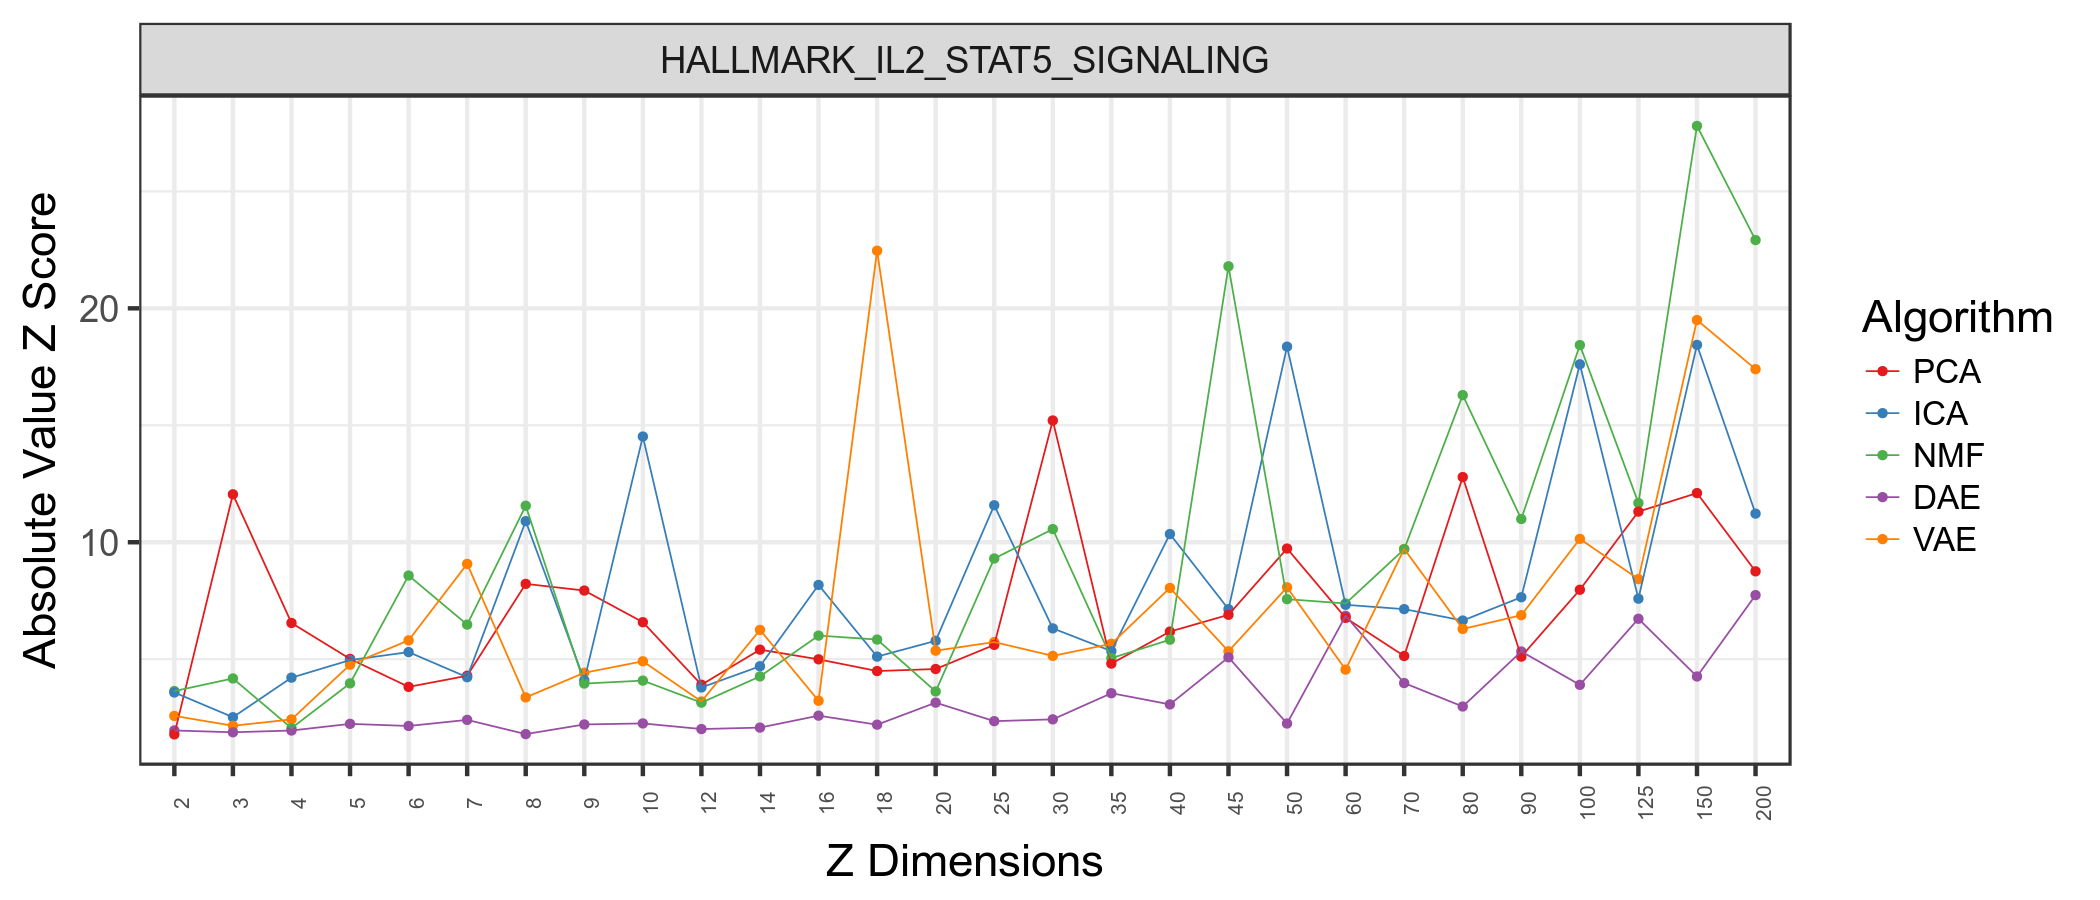 HALLMARK_IL2_STAT5_SIGNALING
Absolute Value Z Score
20
10
2 3 4 5 6 7 8 9 10 12 14 16 18 20 25 30 35 40 45 50 60 70 80 90 100 125 150 200
Z Dimensions
Algorithm
PCA
ICA
NMF
DAE
VAE